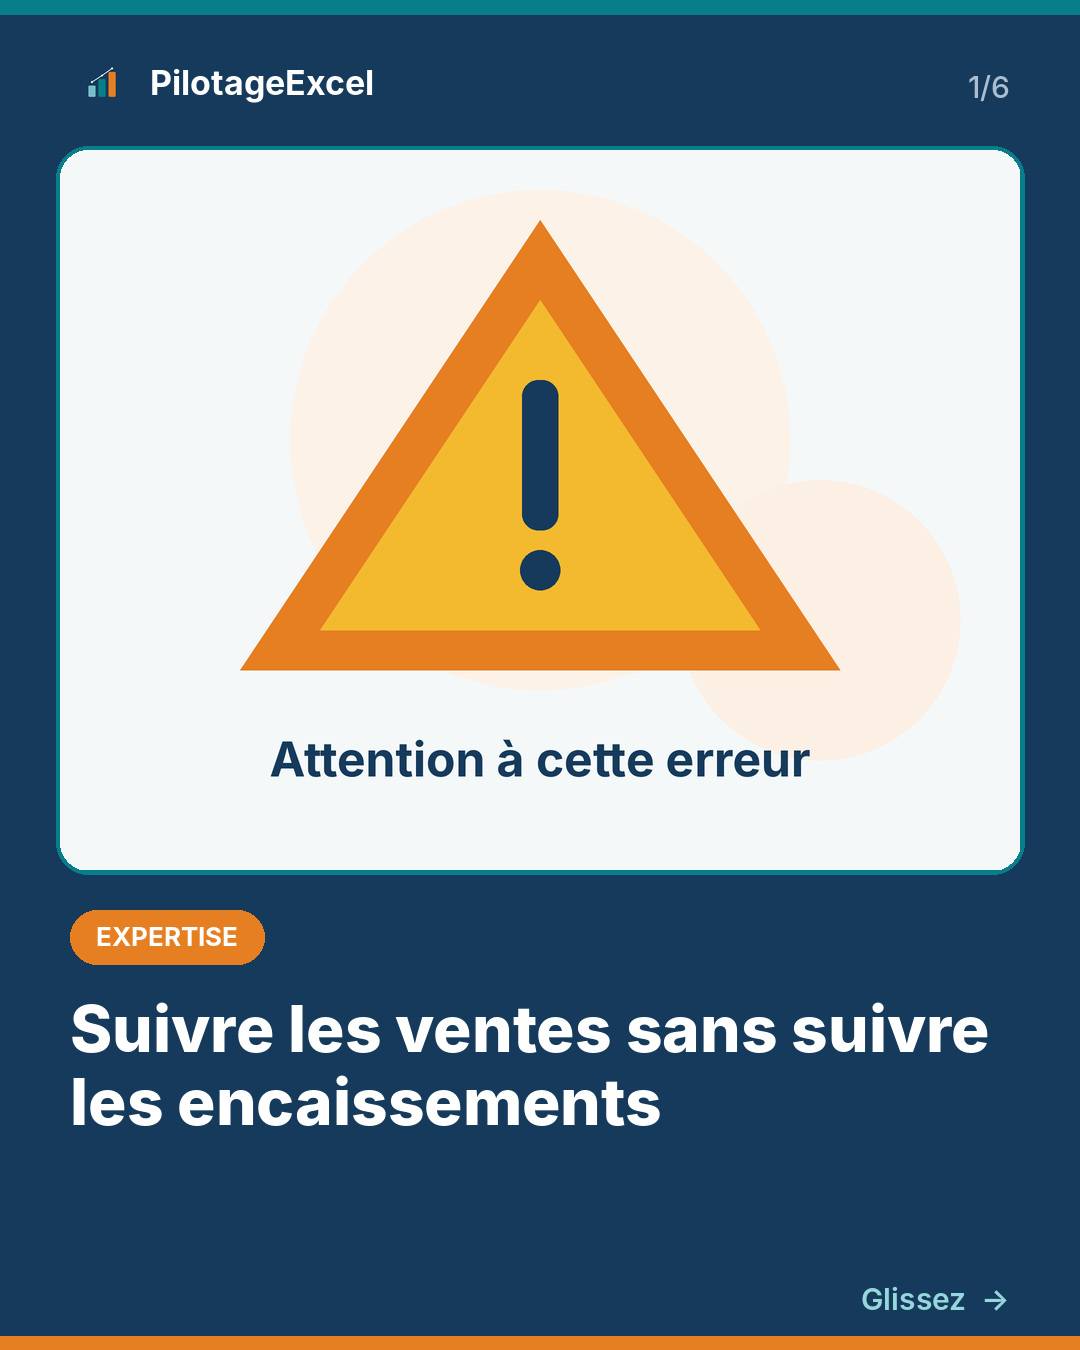 PilotageExcel
1/6
Attention à cette erreur
EXPERTISE
Suivre les ventes sans suivre
les encaissements
Glissez →